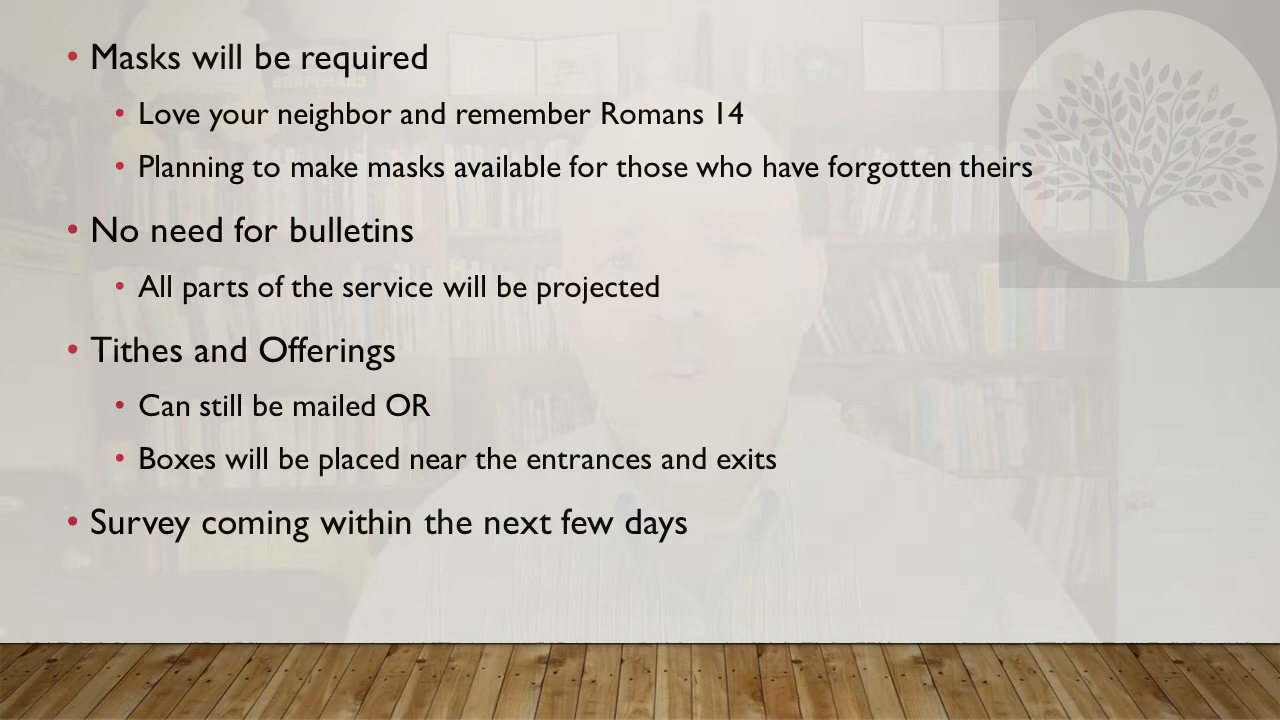 • Masks will be required
• Love your neighbor and remember Romans 14
• Planning to make masks available for those who have forgotten theirs
• No need for bulletins
• All parts of the service will be projected
• Tithes and Offerings
• Can still be mailed OR
• Boxes will be placed near the entrances and exits
• Survey coming within the next few days